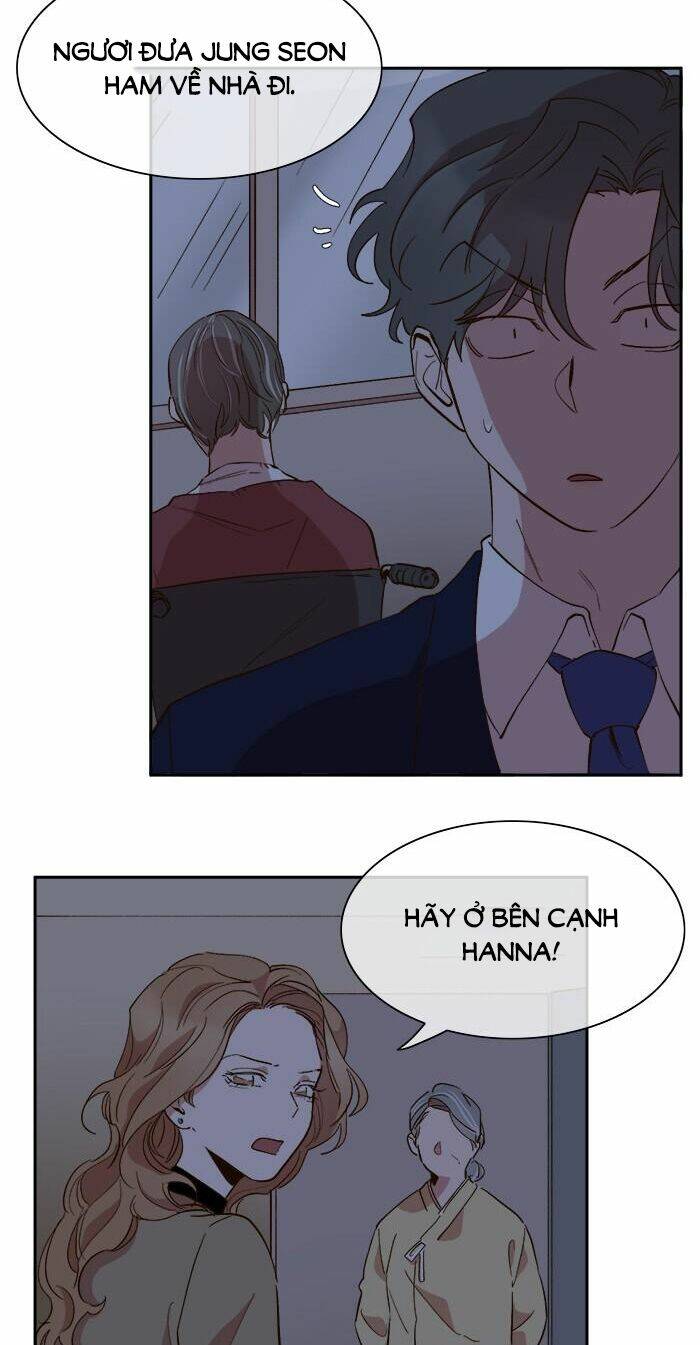 NGƯƠI ĐƯA JUNG SEON
HAM VỀ NHÀ ĐI.
HÃY Ở BÊN CẠNH
HANNA!